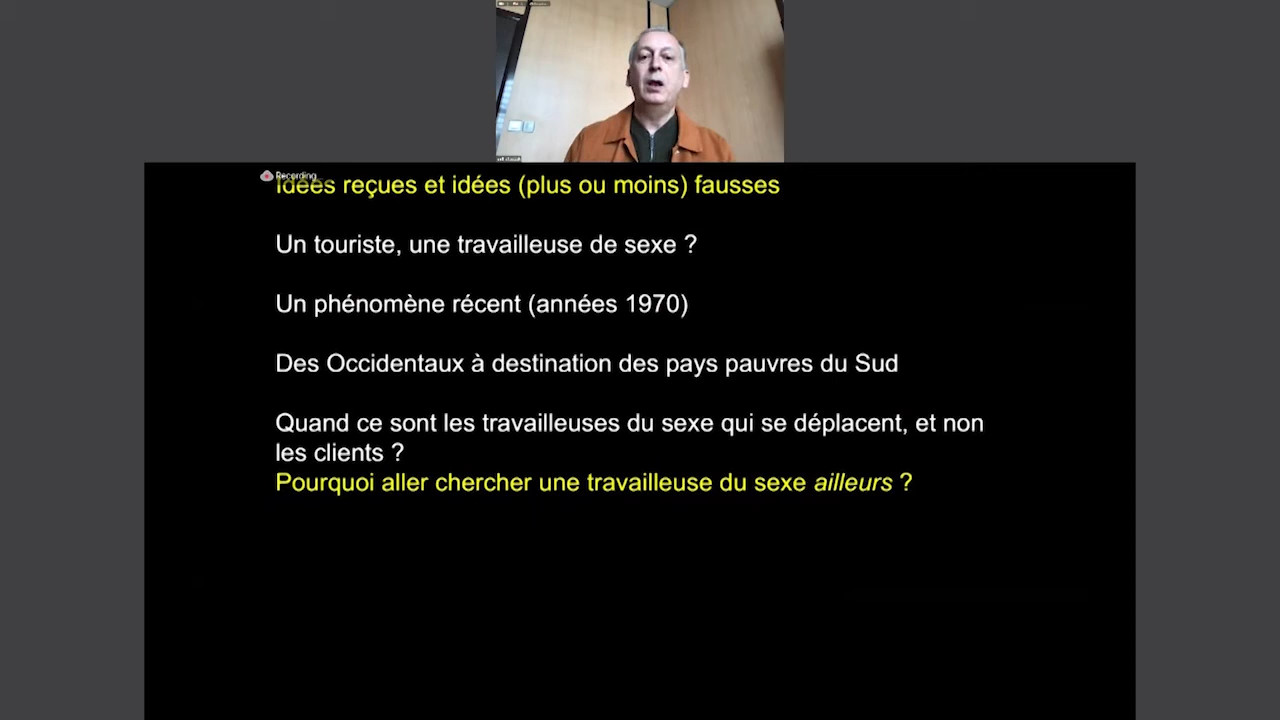 Recording
Idées reçues et idées (plus ou moins) fausses
Un touriste, une travailleuse de sexe ?
Un phénomène récent (années 1970)
Des Occidentaux à destination des pays pauvres du Sud
Quand ce sont les travailleuses du sexe qui se déplacent, et non
les clients ?
Pourquoi aller chercher une travailleuse du sexe ailleurs ?